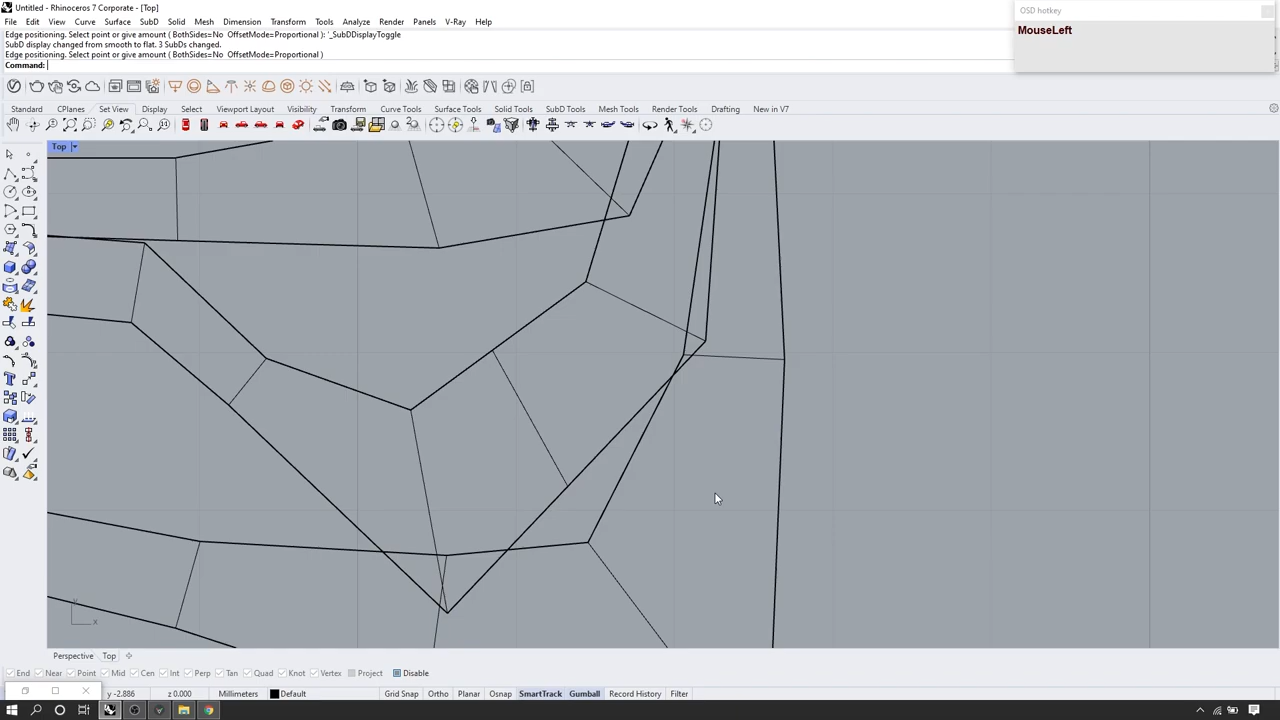 Untitled - Rhinoceros 7 Corporate - [Top]
File Edit View Curve Surface SubD Solid Mesh Dimension Transform Tools Analyze Render Panels V-Ray Help
Edge positioning. Select point or give amount ( BothSides=No OffsetMode=Proportional ): '_SubDDisplayToggle
SubD display changed from smooth to flat. 3 SubDs changed.
Edge positioning. Select point or give amount ( BothSides=No OffsetMode=Proportional )
Command:
OSD hotkey
MouseLeft
Standard CPlanes Set View Display Select Viewport Layout Visibility Transform Curve Tools Surface Tools Solid Tools SubD Tools Mesh Tools Render Tools Drafting New in V7
1:1
Top
y
x
Perspective Top
End Near Point Mid Cen Int Perp Tan Quad Knot Vertex Project Disable
y -2.886 z 0.000 Millimeters Default Grid Snap Ortho Planar Osnap SmartTrack Gumball Record History Filter